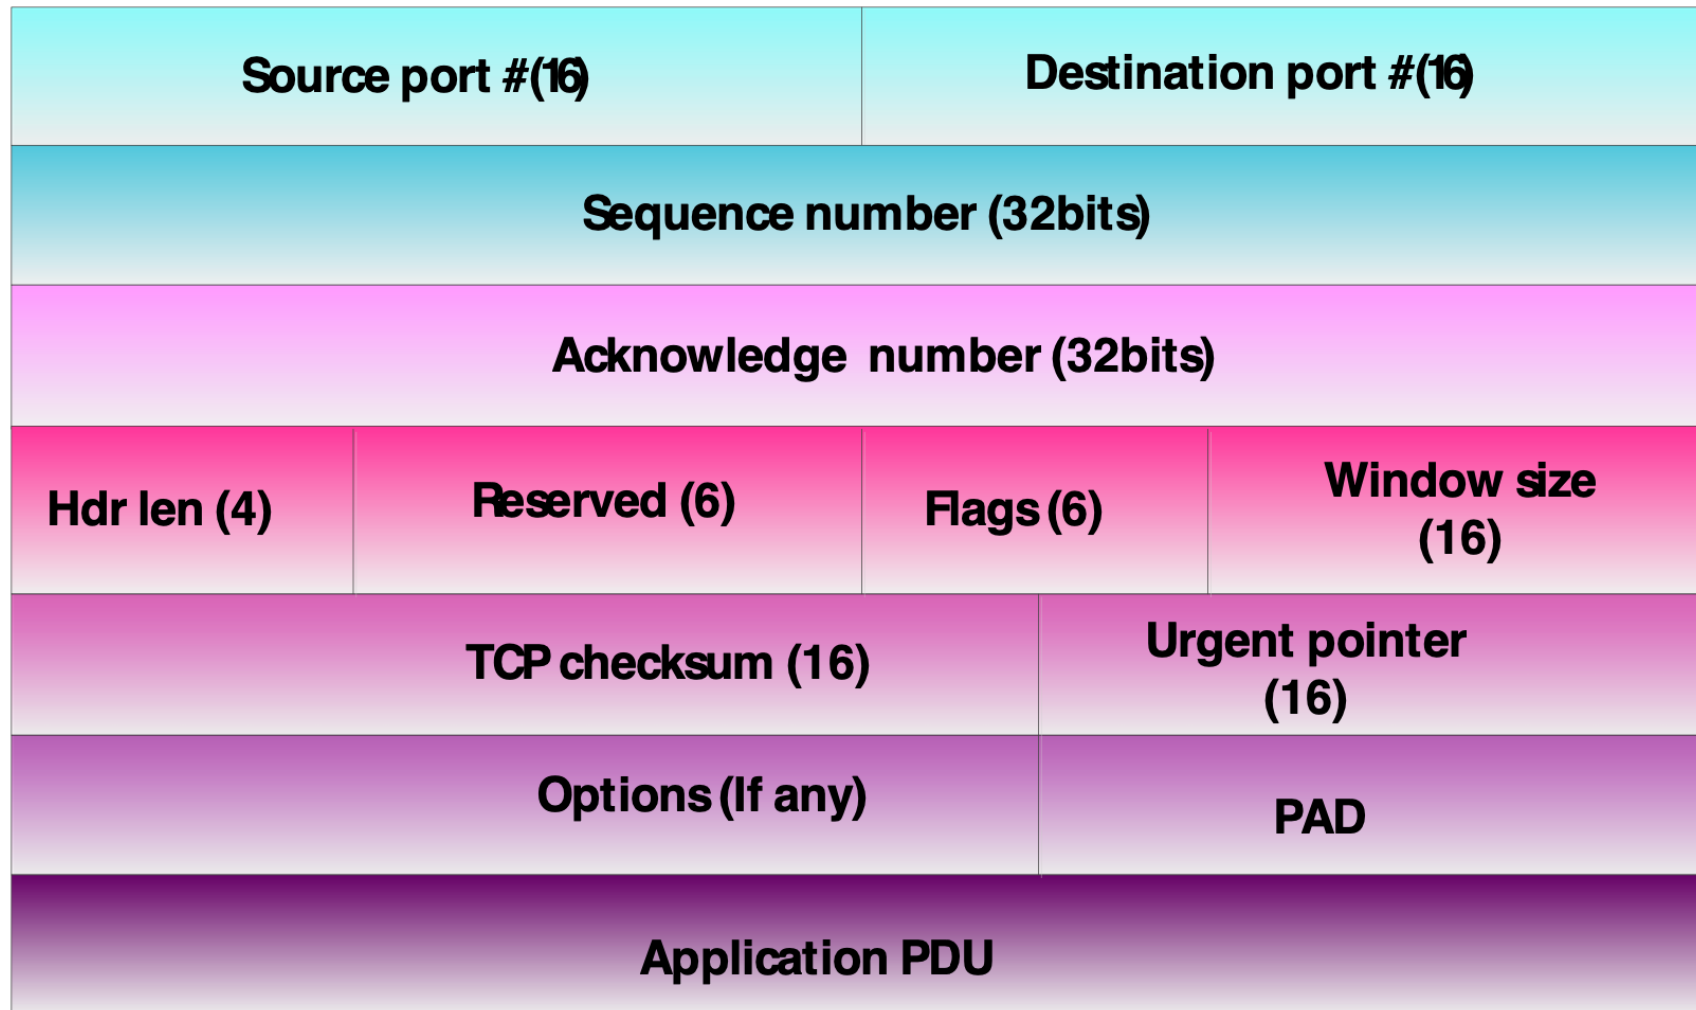 Source port #(16)
Destination port #(16)
Sequence number (32bits)
Acknowledge number (32bits)
Hdr len (4)
Reserved (6)
Flags (6)
Window size
(16)
TCP checksum (16)
Urgent pointer
(16)
Options (If any)
PAD
Application PDU